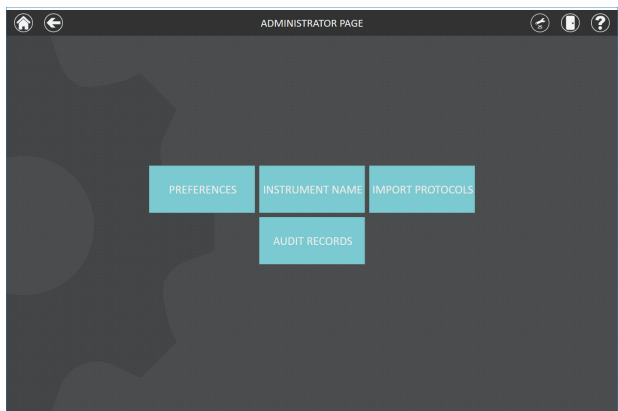 ADMINISTRATOR PAGE
?
PREFERENCES
INSTRUMENT NAME
IMPORT PROTOCOLS
AUDIT RECORDS